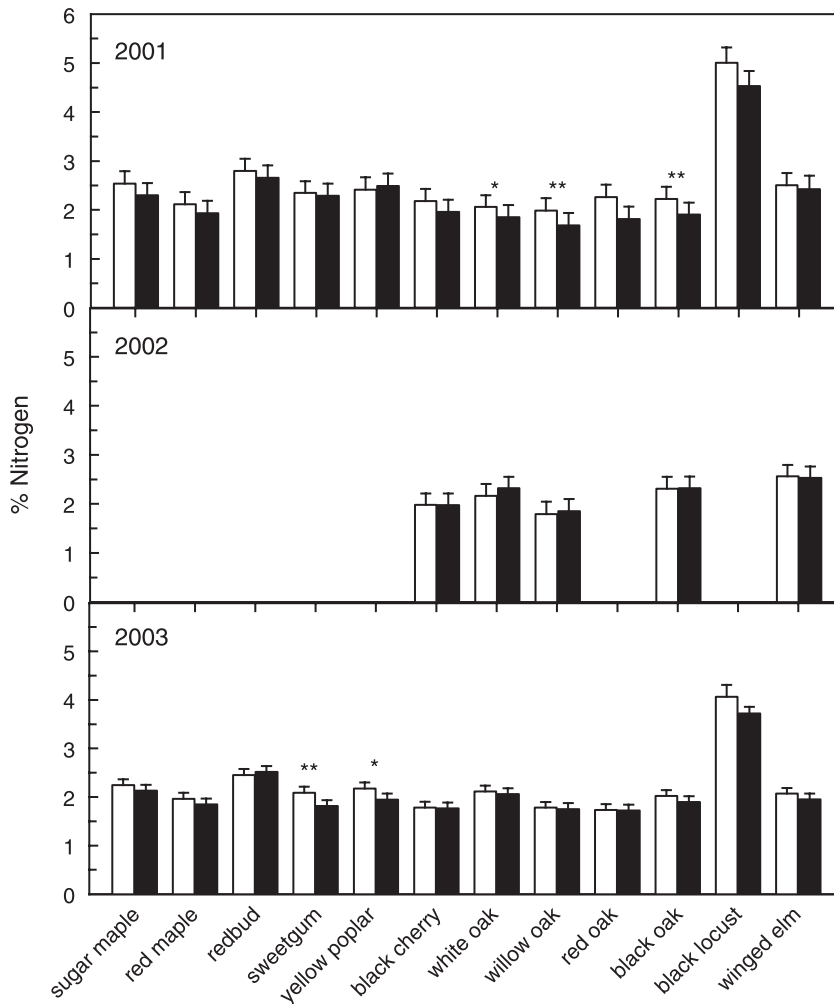 6
2001
5
4
3
* ** **
2
1
0
2002
5
4
3
2
1
0
% Nitrogen
2003
5
4
3
** *
2
1
0
sugar maple
red maple
redbud
sweetgum
yellow poplar
black cherry
white oak
willow oak
red oak
black oak
black locust
winged elm